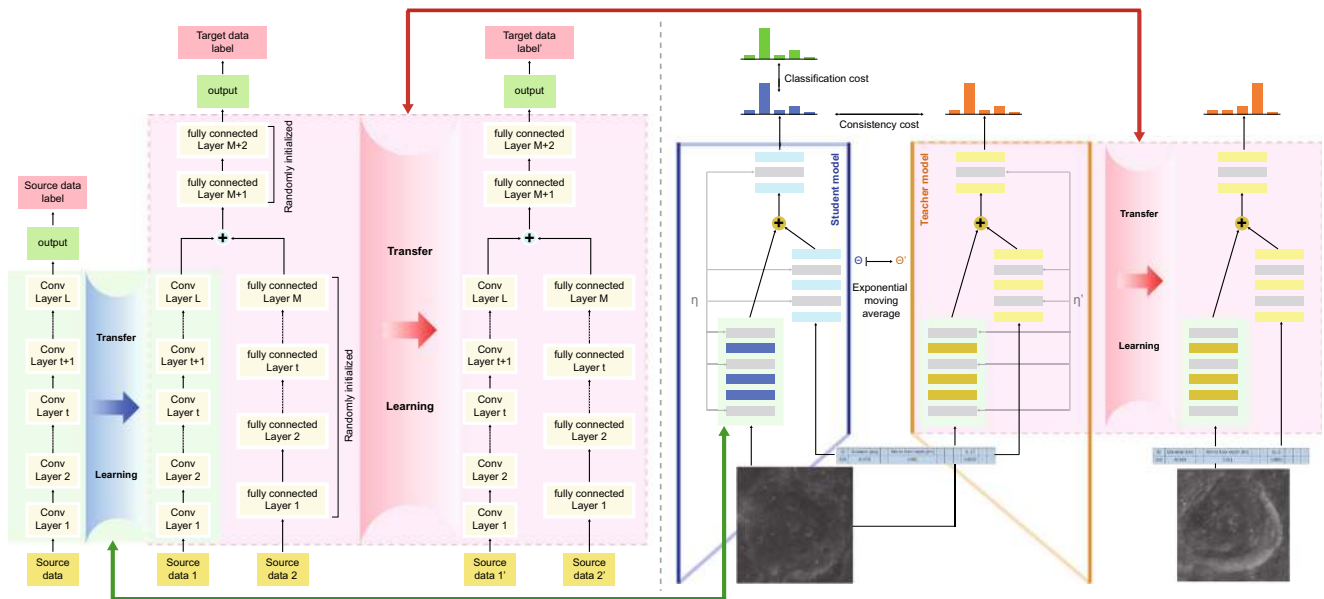 Source data
label
output
Conv
Layer L
Conv
Layer t+1
Conv
Layer t
Conv
Layer 2
Conv
Layer 1
Source
data
Transfer
Learning
Target data
label
output
fully connected
Layer M+2
fully connected
Layer M+1
Randomly initialized
+
Conv
Layer L
Conv
Layer t+1
Conv
Layer t
Conv
Layer 2
Conv
Layer 1
Source
data 1
fully connected
Layer M
fully connected
Layer t
fully connected
Layer 2
fully connected
Layer 1
Source
data 2
Randomly initialized
Transfer
Learning
Target data
label'
output
fully connected
Layer M+2
fully connected
Layer M+1
+
Conv
Layer L
Conv
Layer t+1
Conv
Layer t
Conv
Layer 2
Conv
Layer 1
Source
data 1'
fully connected
Layer M
fully connected
Layer t
fully connected
Layer 2
fully connected
Layer 1
Source
data 2'
Classification cost
Consistency cost
Student model
+
η
Θ
Θ'
Exponential
moving
average
Teacher model
+
η'
Transfer
Learning
+